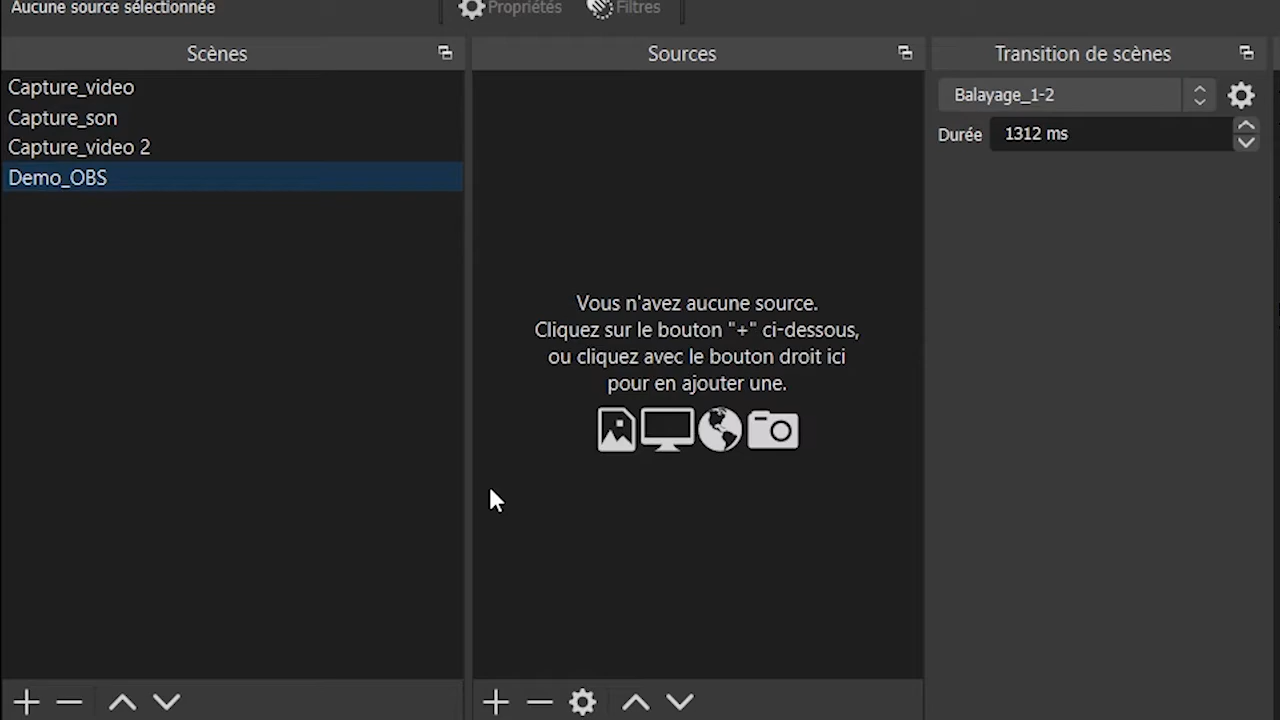 Aucune source sélectionnée
Propriétés
Filtres
Scènes
Capture_video
Capture_son
Capture_video 2
Demo_OBS
Sources
Vous n'avez aucune source.
Cliquez sur le bouton "+" ci-dessous,
ou cliquez avec le bouton droit ici
pour en ajouter une.
Transition de scènes
Balayage_1-2
Durée 1312 ms